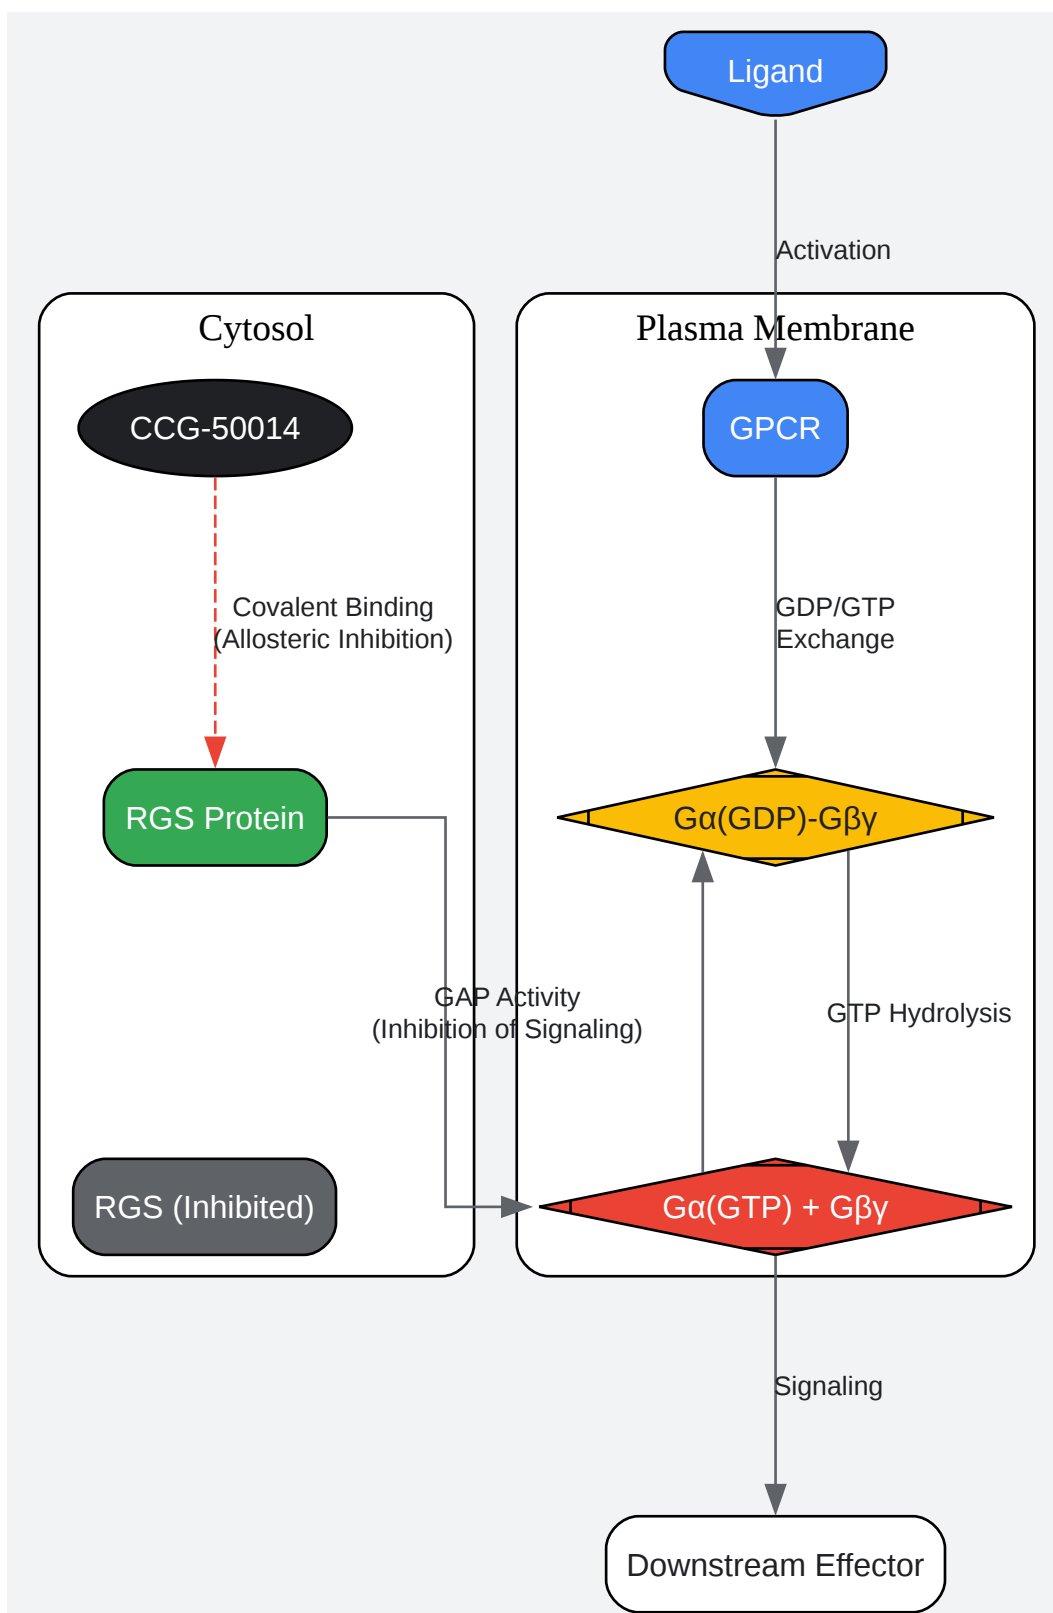 Ligand
Activation
Cytosol
Plasma Membrane
CCG-50014
GPCR
Covalent Binding
(Allosteric Inhibition)
GDP/GTP
Exchange
RGS Protein
Gα(GDP)-Gβγ
GAP Activity
(Inhibition of Signaling)
GTP Hydrolysis
RGS (Inhibited)
Gα(GTP) + Gβγ
Signaling
Downstream Effector